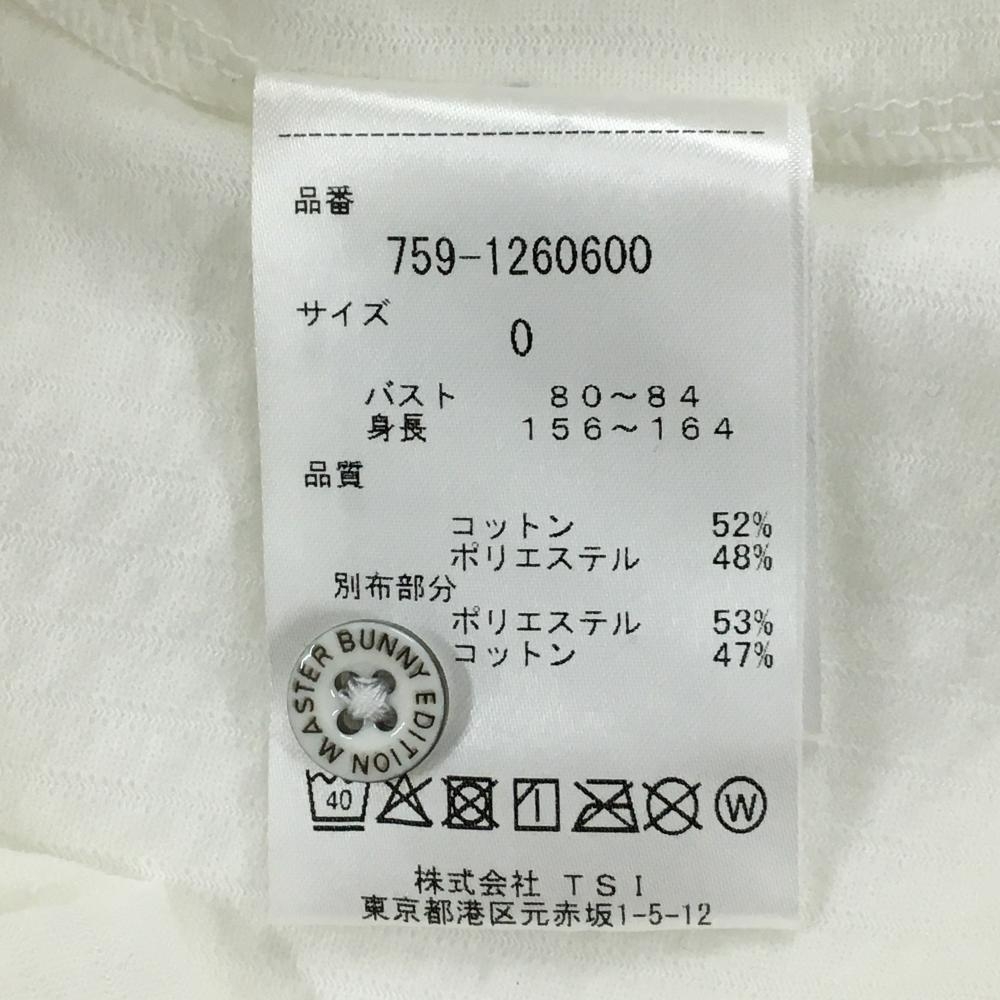 品番
759-1260600
サイズ
0
バスト 80～84
身長 156～164
品質
コットン 52%
ポリエステル 48%
別布部分
ポリエステル 53%
コットン 47%
MASTER BUNNY EDITION
40
W
株式会社 TSI
東京都港区元赤坂1-5-12